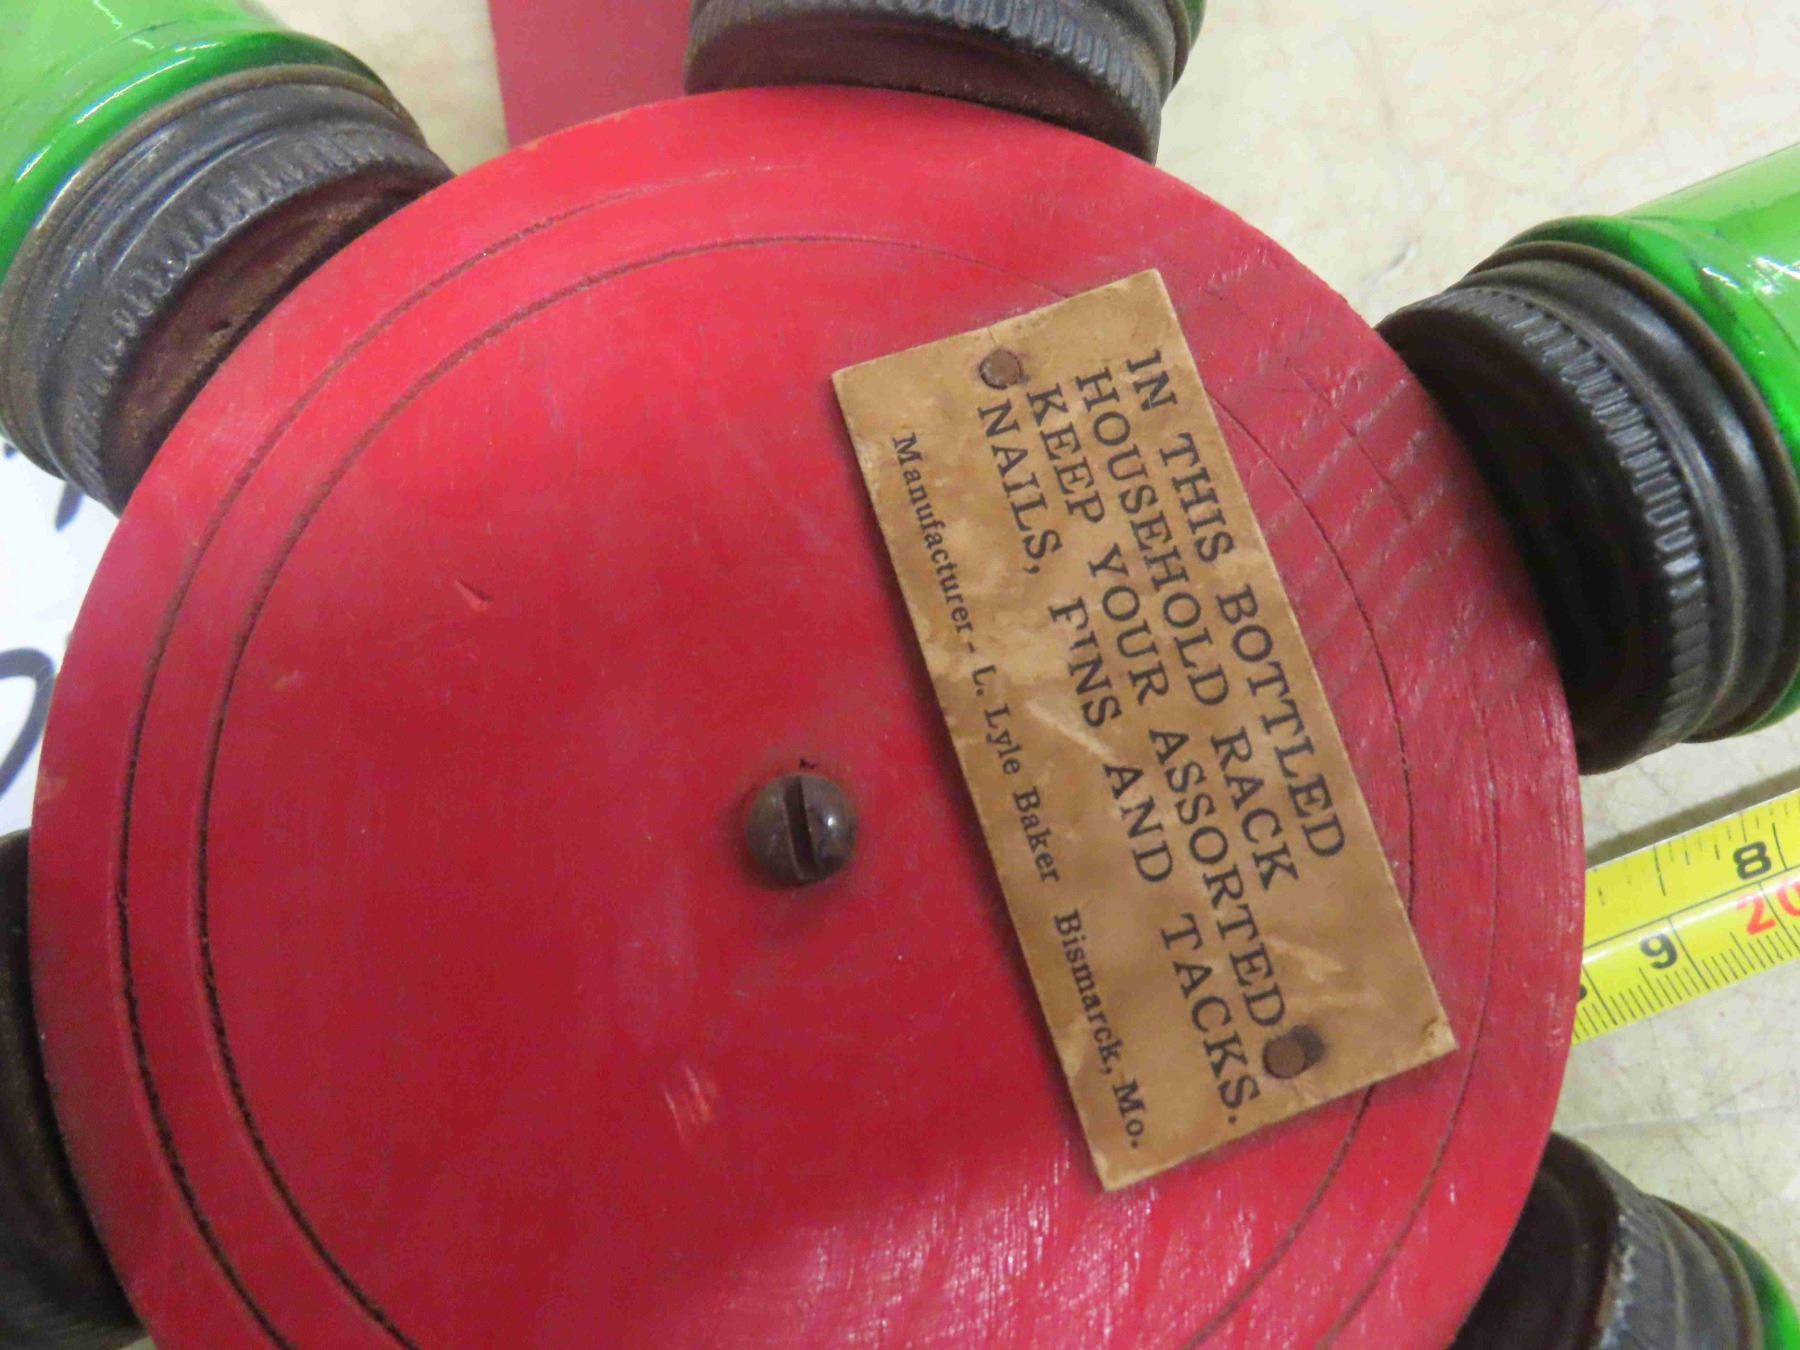 IN THIS BOTTLED
HOUSEHOLD RACK
KEEP YOUR ASSORTED
NAILS, PINS AND TACKS.
Manufacturer - L. Lyle Baker Bismarck, Mo.
8
9
20